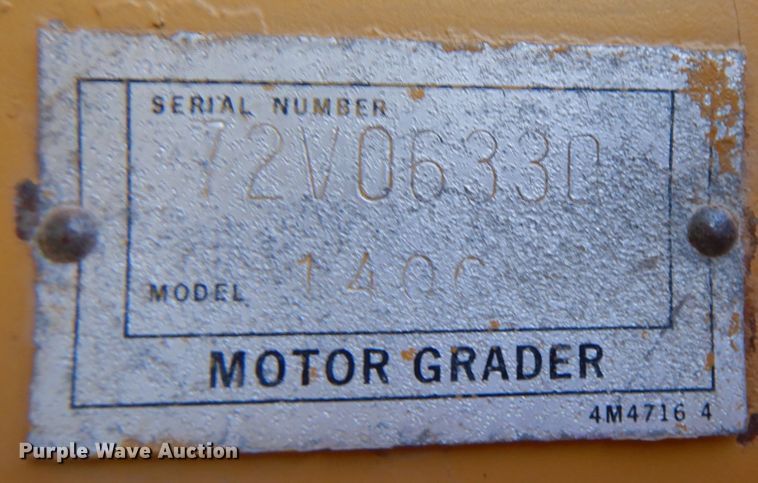 SERIAL NUMBER
72V06330
MODEL 140G
MOTOR GRADER
4M4716 4
Purple Wave Auction